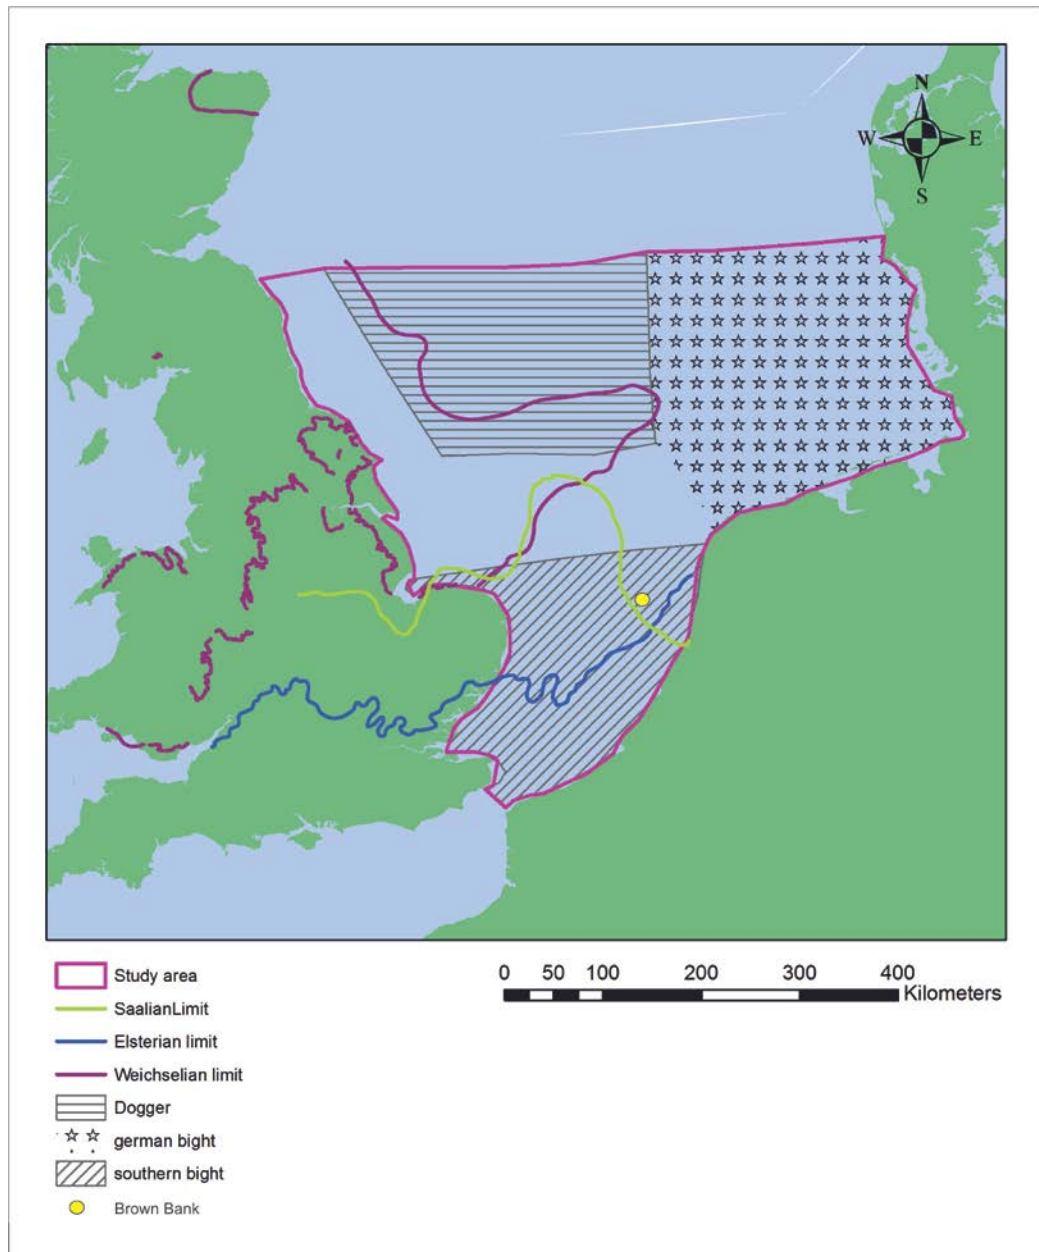 N
W E
S
Study area
SaalianLimit
Elsterian limit
Weichselian limit
Dogger
german bight
southern bight
Brown Bank
0 50 100 200 300 400
Kilometers